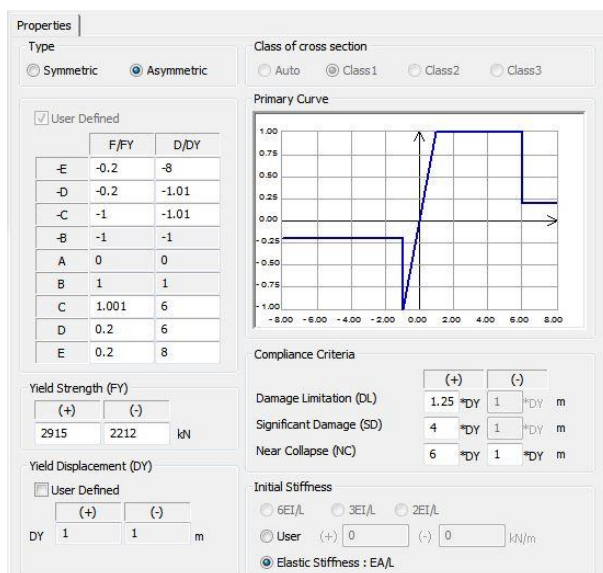 Properties
Type
Symmetric Asymmetric
User Defined
F/FY D/DY
-E -0.2 -8
-D -0.2 -1.01
-C -1 -1.01
-B -1 -1
A 0 0
B 1 1
C 1.001 6
D 0.2 6
E 0.2 8
Yield Strength (FY)
(+) (-)
2915 2212 kN
Yield Displacement (DY)
User Defined
(+) (-)
DY 1 1 m
Class of cross section
Auto Class1 Class2 Class3
Primary Curve
1.00
0.75
0.50
0.25
0.00
-0.25
-0.50
-0.75
-1.00
-8.00 -6.00 -4.00 -2.00 0.00 2.00 4.00 6.00 8.00
Compliance Criteria
(+) (-)
Damage Limitation (DL) 1.25 *DY 1 *DY m
Significant Damage (SD) 4 *DY 1 *DY m
Near Collapse (NC) 6 *DY 1 *DY m
Initial Stiffness
6EI/L 3EI/L 2EI/L
User (+) 0 (-) 0 kN/m
Elastic Stiffness : EA/L